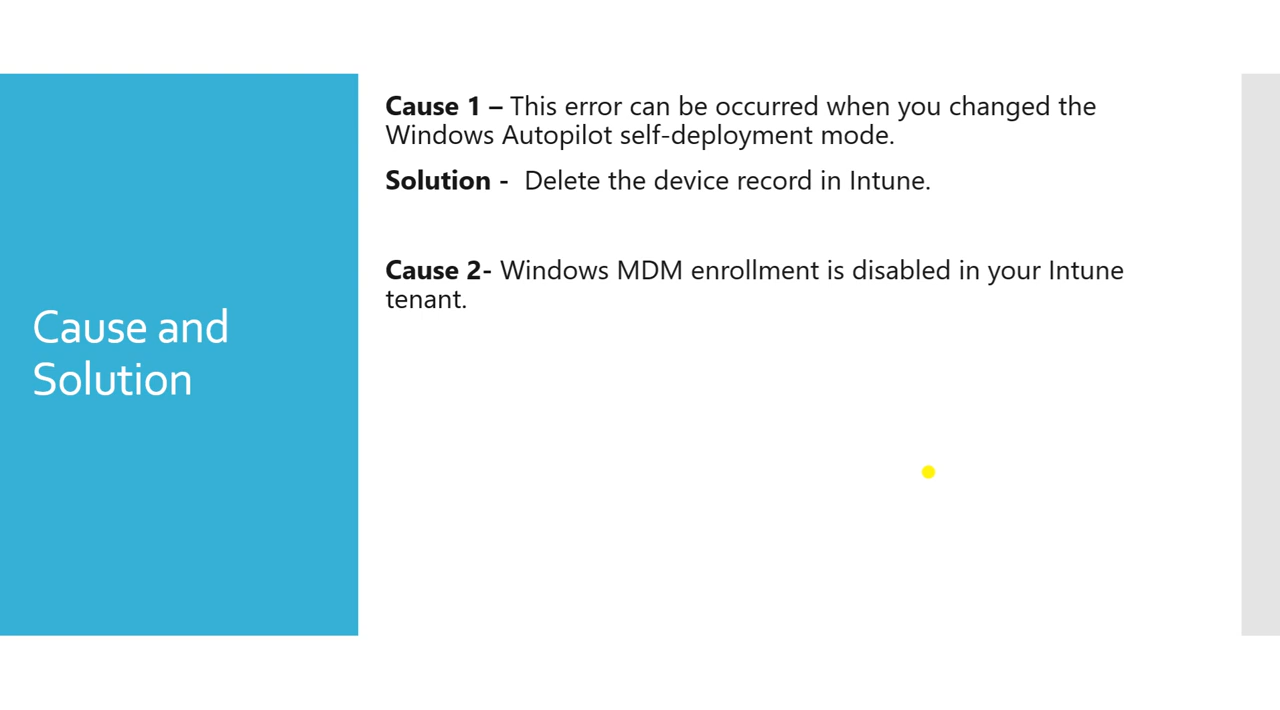 Cause and
Solution
Cause 1 – This error can be occurred when you changed the
Windows Autopilot self-deployment mode.
Solution - Delete the device record in Intune.
Cause 2- Windows MDM enrollment is disabled in your Intune
tenant.